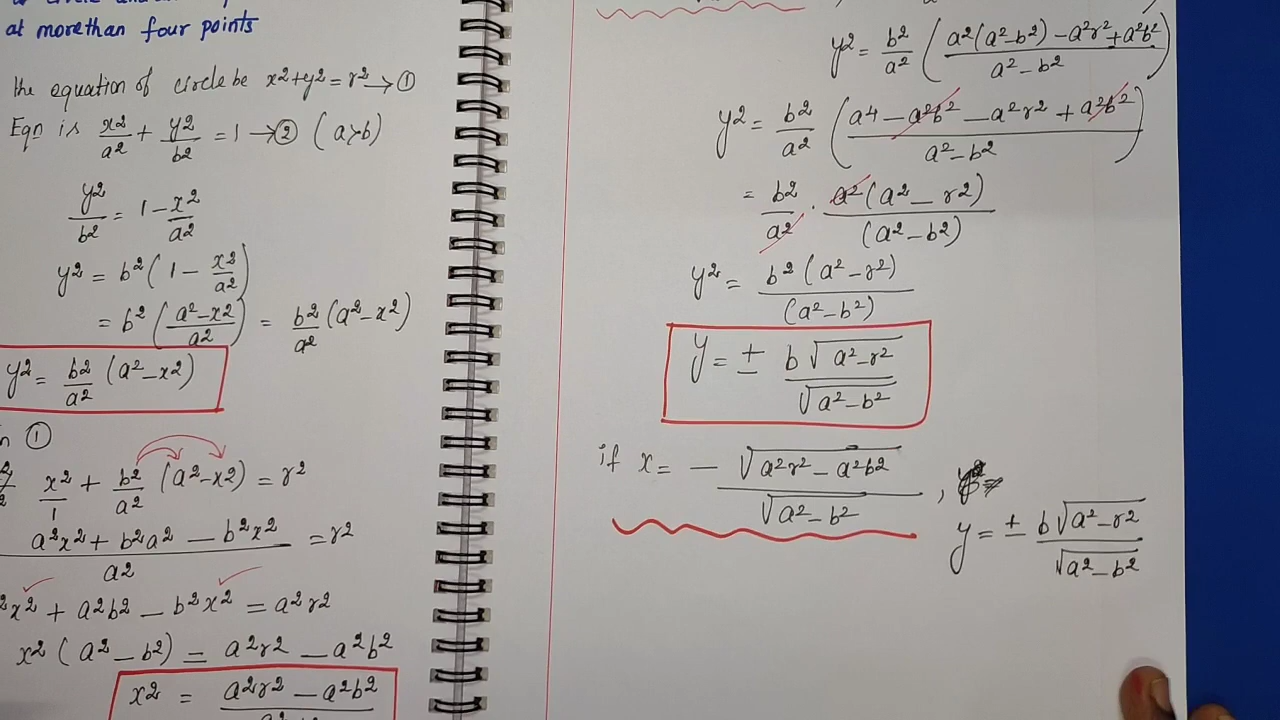 at more than four points
the equation of circle be x²+y²=r² → ①
Eqn is x²/a² + y²/b² = 1 → ② (a>b)
y²/b² = 1 - x²/a²
y² = b² (1 - x²/a²)
= b² ((a²-x²)/a²) = b²/a² (a²-x²)
y² = b²/a² (a²-x²)
①
x²/1 + b²/a² (a²-x²) = r²
(a²x² + b²a² - b²x²)/a² = r²
²x² + a²b² - b²x² = a²r²
x² (a²-b²) = a²r² - a²b²
x² = a²r² - a²b²
y² = b²/a² ((a²(a²-b²) - a²r² + a²b²)/(a²-b²))
y² = b²/a² ((a⁴ - a²b² - a²r² + a²b²)/(a²-b²))
= b²/a² · a²(a² - r²)/(a²-b²)
y² = b²(a²-r²)/(a²-b²)
y = ± b√(a²-r²)/√(a²-b²)
if x = - √(a²r² - a²b²)/√(a²-b²) ,
y = ± b√(a²-r²)/√(a²-b²)